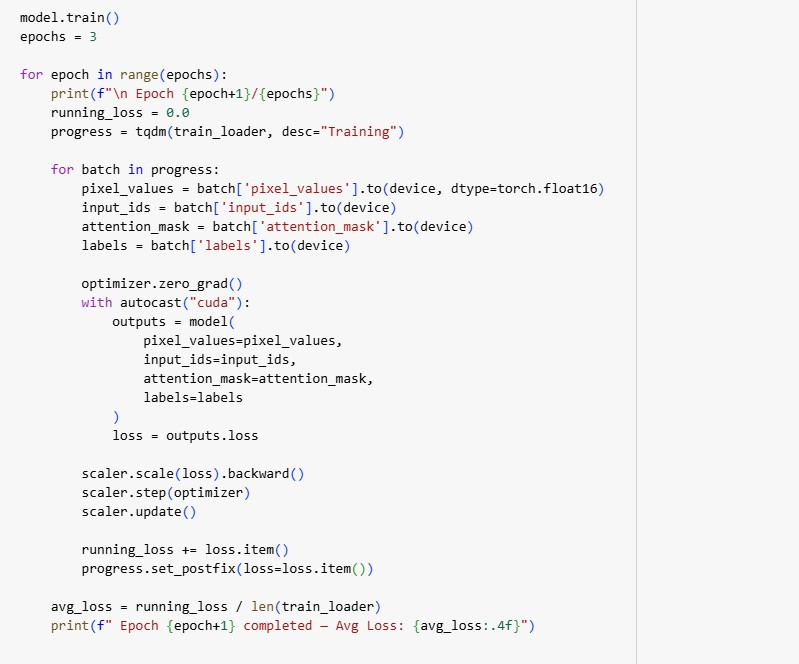 model.train()
epochs = 3

for epoch in range(epochs):
    print(f"\n Epoch {epoch+1}/{epochs}")
    running_loss = 0.0
    progress = tqdm(train_loader, desc="Training")

    for batch in progress:
        pixel_values = batch['pixel_values'].to(device, dtype=torch.float16)
        input_ids = batch['input_ids'].to(device)
        attention_mask = batch['attention_mask'].to(device)
        labels = batch['labels'].to(device)

        optimizer.zero_grad()
        with autocast("cuda"):
            outputs = model(
                pixel_values=pixel_values,
                input_ids=input_ids,
                attention_mask=attention_mask,
                labels=labels
            )
            loss = outputs.loss

        scaler.scale(loss).backward()
        scaler.step(optimizer)
        scaler.update()

        running_loss += loss.item()
        progress.set_postfix(loss=loss.item())

    avg_loss = running_loss / len(train_loader)
    print(f" Epoch {epoch+1} completed – Avg Loss: {avg_loss:.4f}")